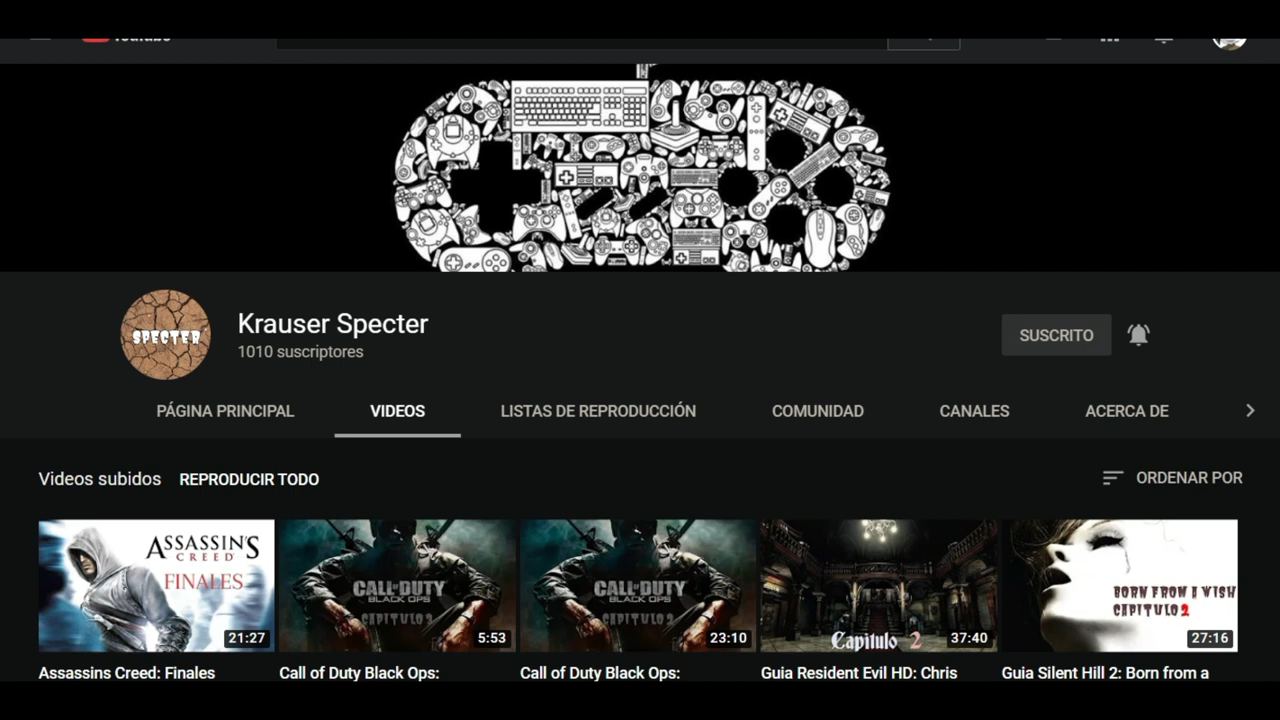 YouTube
Krauser Specter
1010 suscriptores
SPECTER
SUSCRITO
PÁGINA PRINCIPAL
VIDEOS
LISTAS DE REPRODUCCIÓN
COMUNIDAD
CANALES
ACERCA DE
Videos subidos
REPRODUCIR TODO
ORDENAR POR
ASSASSIN'S
CREED
FINALES
21:27
CALL OF DUTY
BLACK OPS
CAPITULO
5:53
CALL OF DUTY
BLACK OPS
CAPITULO
23:10
Capitulo 2
37:40
BORN FROM A WISH
CAPITULO 2
27:16
Assassins Creed: Finales
Call of Duty Black Ops:
Call of Duty Black Ops:
Guia Resident Evil HD: Chris
Guia Silent Hill 2: Born from a